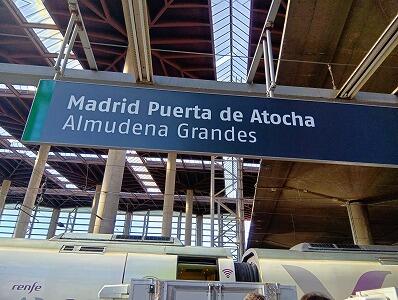 Madrid Puerta de Atocha
Almudena Grandes
renfe